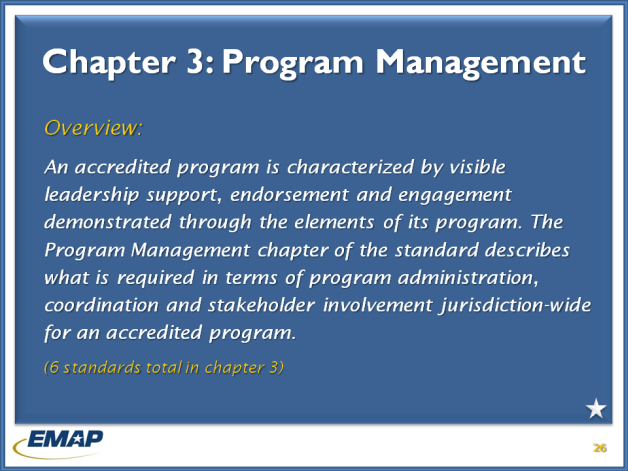 Chapter 3: Program Management
Overview:
An accredited program is characterized by visible
leadership support, endorsement and engagement
demonstrated through the elements of its program. The
Program Management chapter of the standard describes
what is required in terms of program administration,
coordination and stakeholder involvement jurisdiction-wide
for an accredited program.
(6 standards total in chapter 3)
EMAP
26